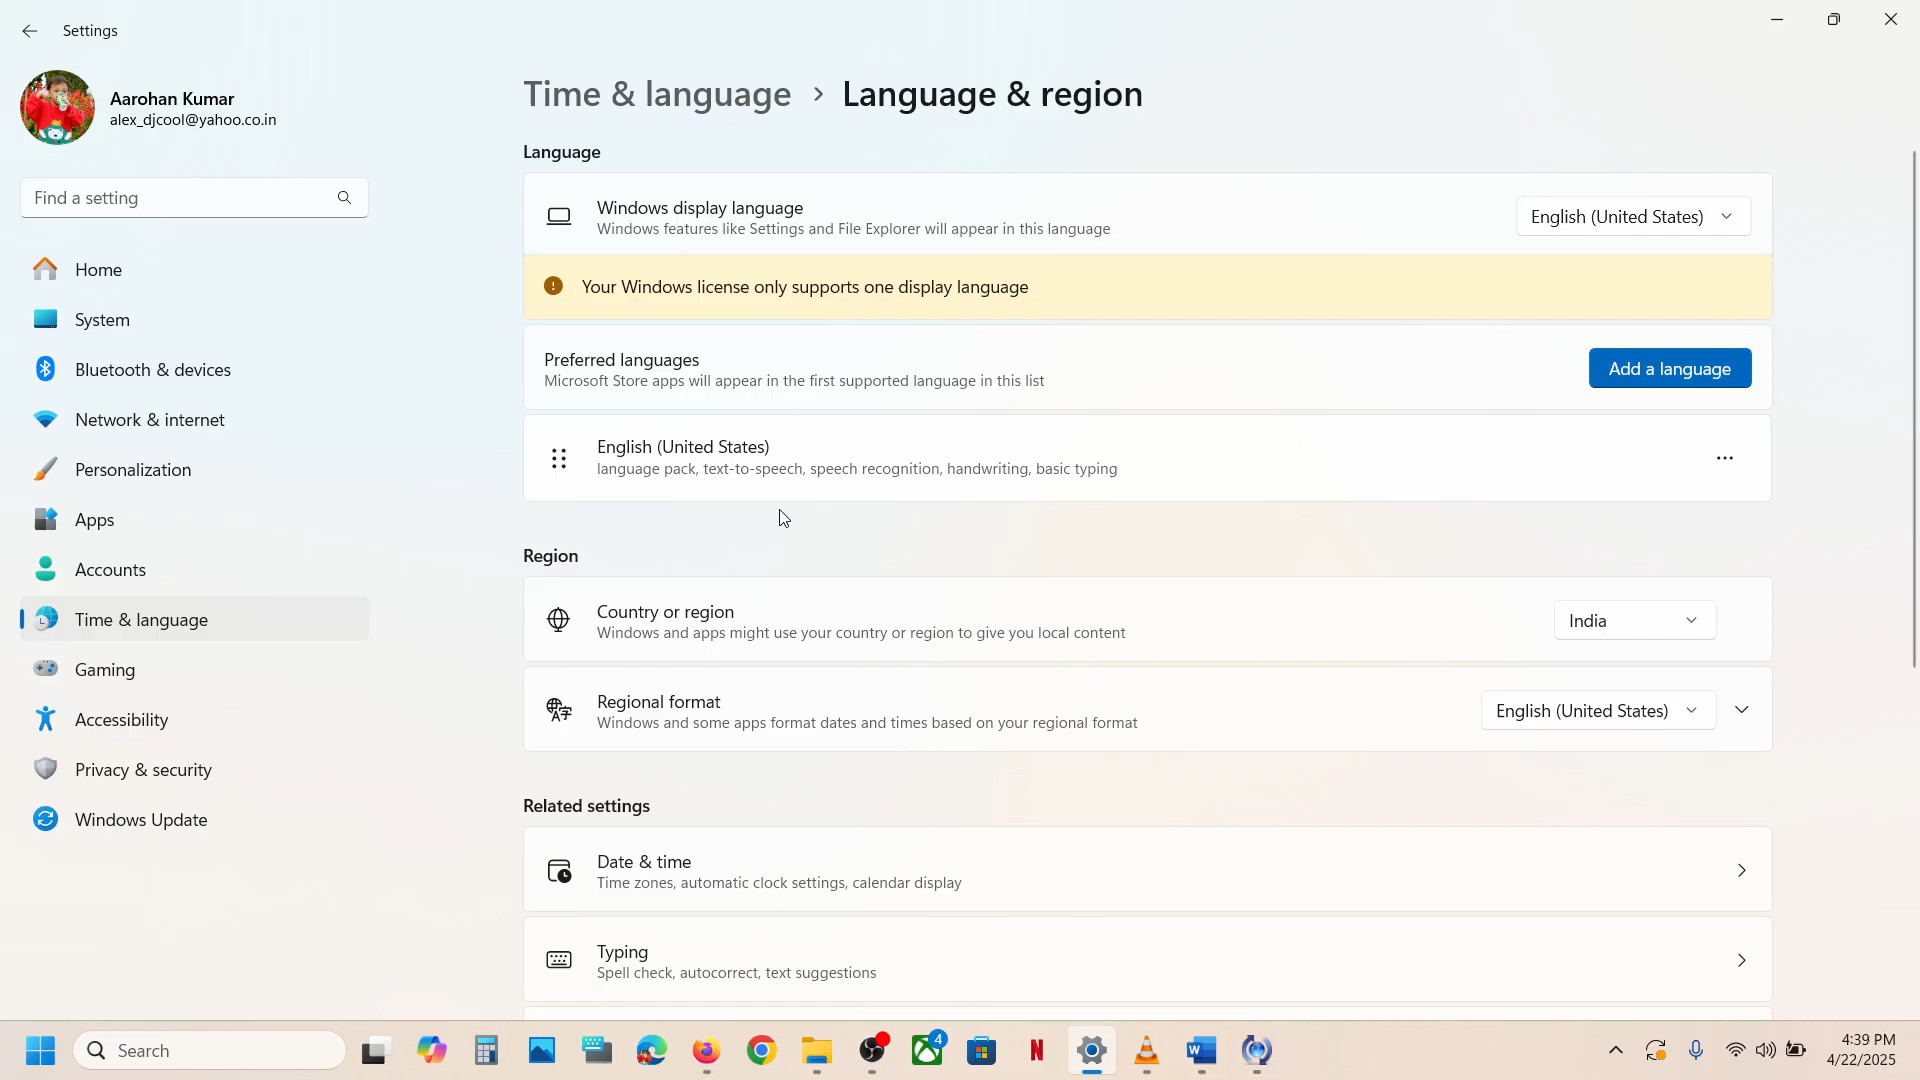 Settings
Aarohan Kumar
alex_djcool@yahoo.co.in
Find a setting
Home
System
Bluetooth & devices
Network & internet
Personalization
Apps
Accounts
Time & language
Gaming
Accessibility
Privacy & security
Windows Update
Time & language > Language & region
Language
Windows display language
Windows features like Settings and File Explorer will appear in this language
English (United States)
Your Windows license only supports one display language
Preferred languages
Microsoft Store apps will appear in the first supported language in this list
Add a language
English (United States)
language pack, text-to-speech, speech recognition, handwriting, basic typing
Region
Country or region
Windows and apps might use your country or region to give you local content
India
Regional format
Windows and some apps format dates and times based on your regional format
English (United States)
Related settings
Date & time
Time zones, automatic clock settings, calendar display
Typing
Spell check, autocorrect, text suggestions
Search
4
4:39 PM
4/22/2025